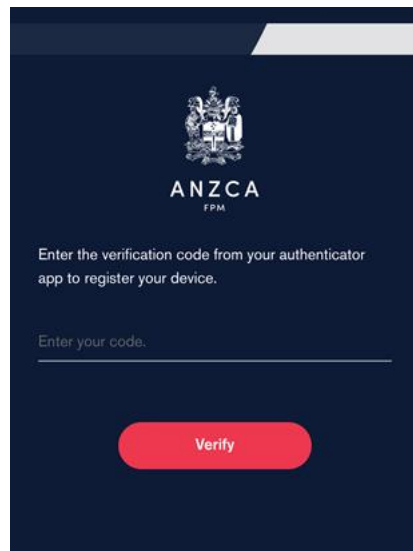 ANZCA
FPM
Enter the verification code from your authenticator
app to register your device.
Enter your code.
Verify